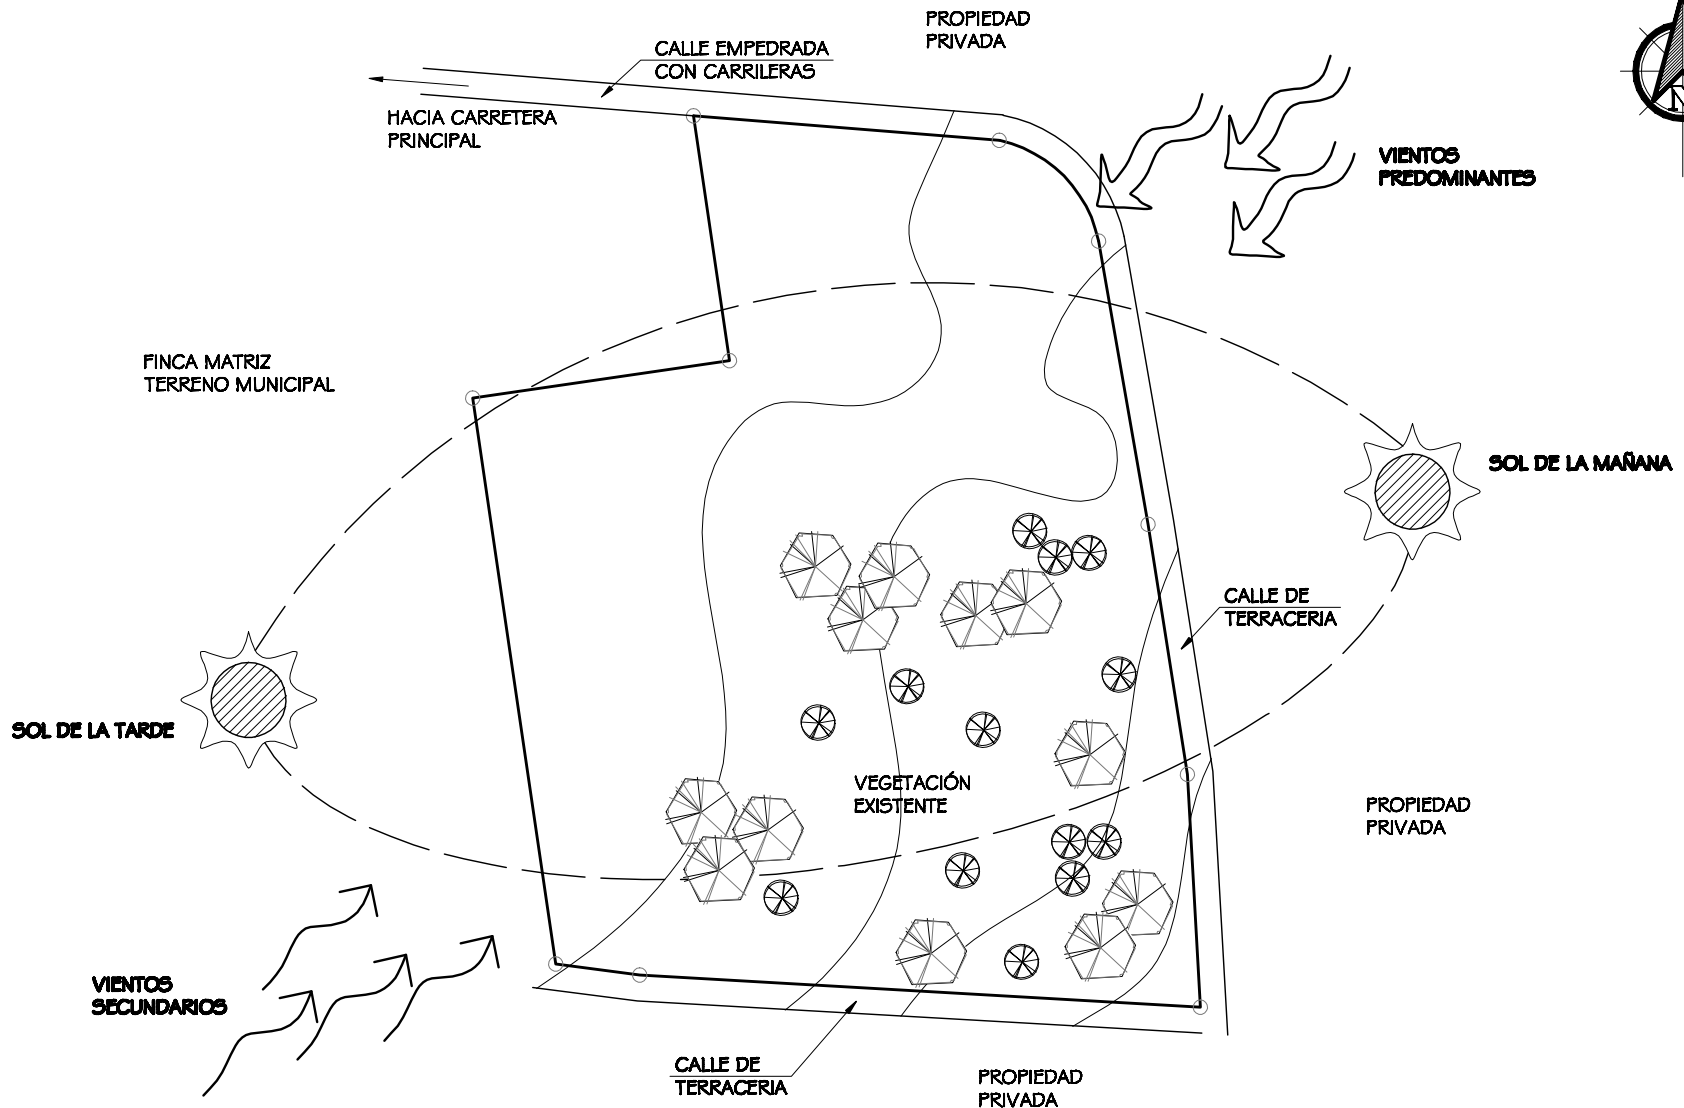 PROPIEDAD
PRIVADA
CALLE EMPEDRADA
CON CARRILERAS
HACIA CARRETERA
PRINCIPAL
N
VIENTOS
PREDOMINANTES
FINCA MATRIZ
TERRENO MUNICIPAL
SOL DE LA MAÑANA
CALLE DE
TERRACERIA
SOL DE LA TARDE
VEGETACIÓN
EXISTENTE
PROPIEDAD
PRIVADA
VIENTOS
SECUNDARIOS
CALLE DE
TERRACERIA
PROPIEDAD
PRIVADA